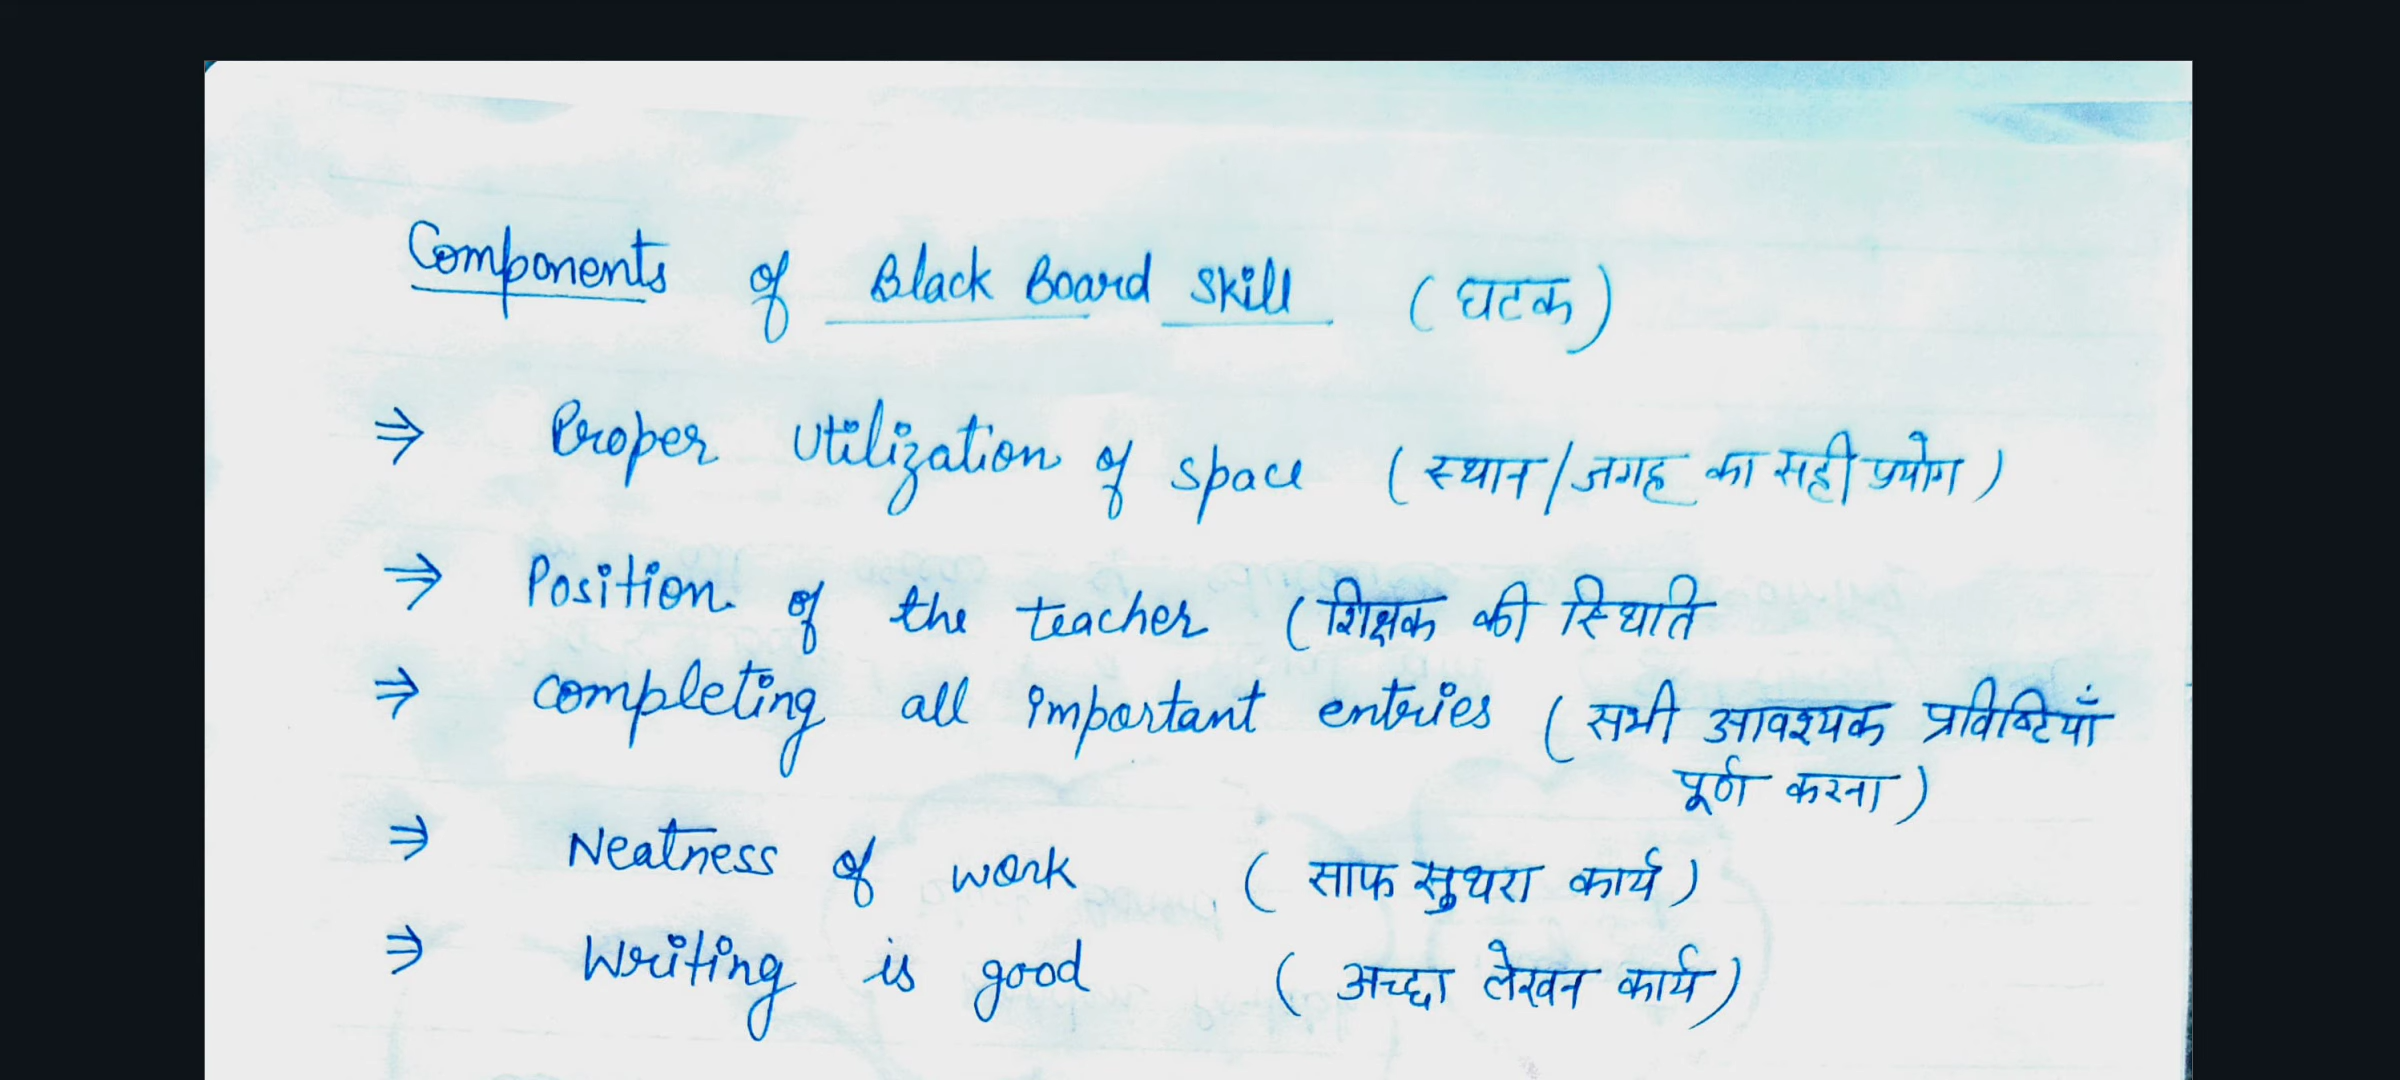 Components of Black Board Skill (घटक)
⇒ Proper Utilization of space (स्थान/जगह का सही प्रयोग)
⇒ Position of the teacher (शिक्षक की स्थिति
⇒ Completing all important entries (सभी आवश्यक प्रविष्टियाँ
पूर्ण करना)
⇒ Neatness of work (साफ सुथरा कार्य)
⇒ Writing is good (अच्छा लेखन कार्य)